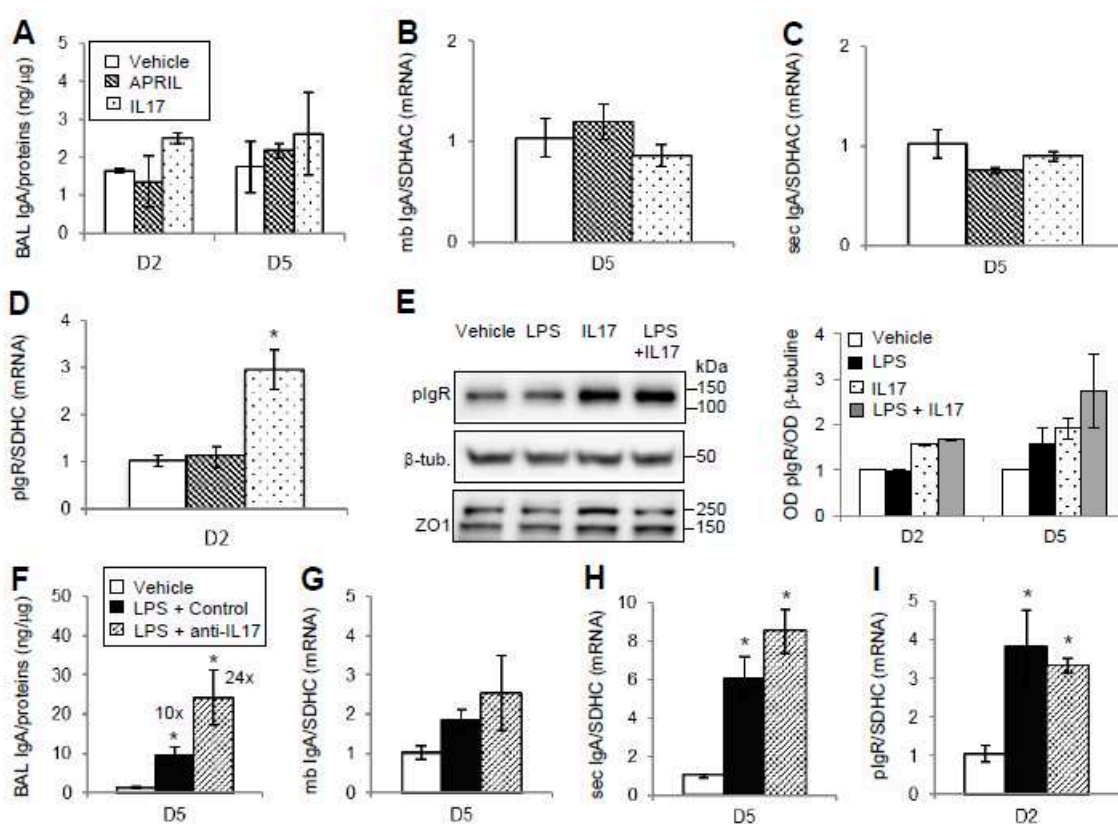 A
BAL IgA/proteins (ng/µg)
5
4
3
2
1
0
Vehicle
APRIL
IL17
D2
D5
B
mb IgA/SDHAC (mRNA)
2
1
0
D5
C
sec IgA/SDHAC (mRNA)
2
1
0
D5
D
pIgR/SDHC (mRNA)
4
3
2
1
0
*
D2
E
Vehicle LPS IL17 LPS
+IL17
kDa
pIgR
150
100
β-tub.
50
ZO1
250
150
OD pIgR/OD β-tubuline
4
3
2
1
0
Vehicle
LPS
IL17
LPS + IL17
D2
D5
F
BAL IgA/proteins (ng/µg)
50
40
30
20
10
0
Vehicle
LPS + Control
LPS + anti-IL17
10x
*
*
24x
D5
G
mb IgA/SDHC (mRNA)
4
3
2
1
0
D5
H
sec IgA/SDHC (mRNA)
10
8
6
4
2
0
*
*
D5
I
pIgR/SDHC (mRNA)
5
4
3
2
1
0
*
*
D2